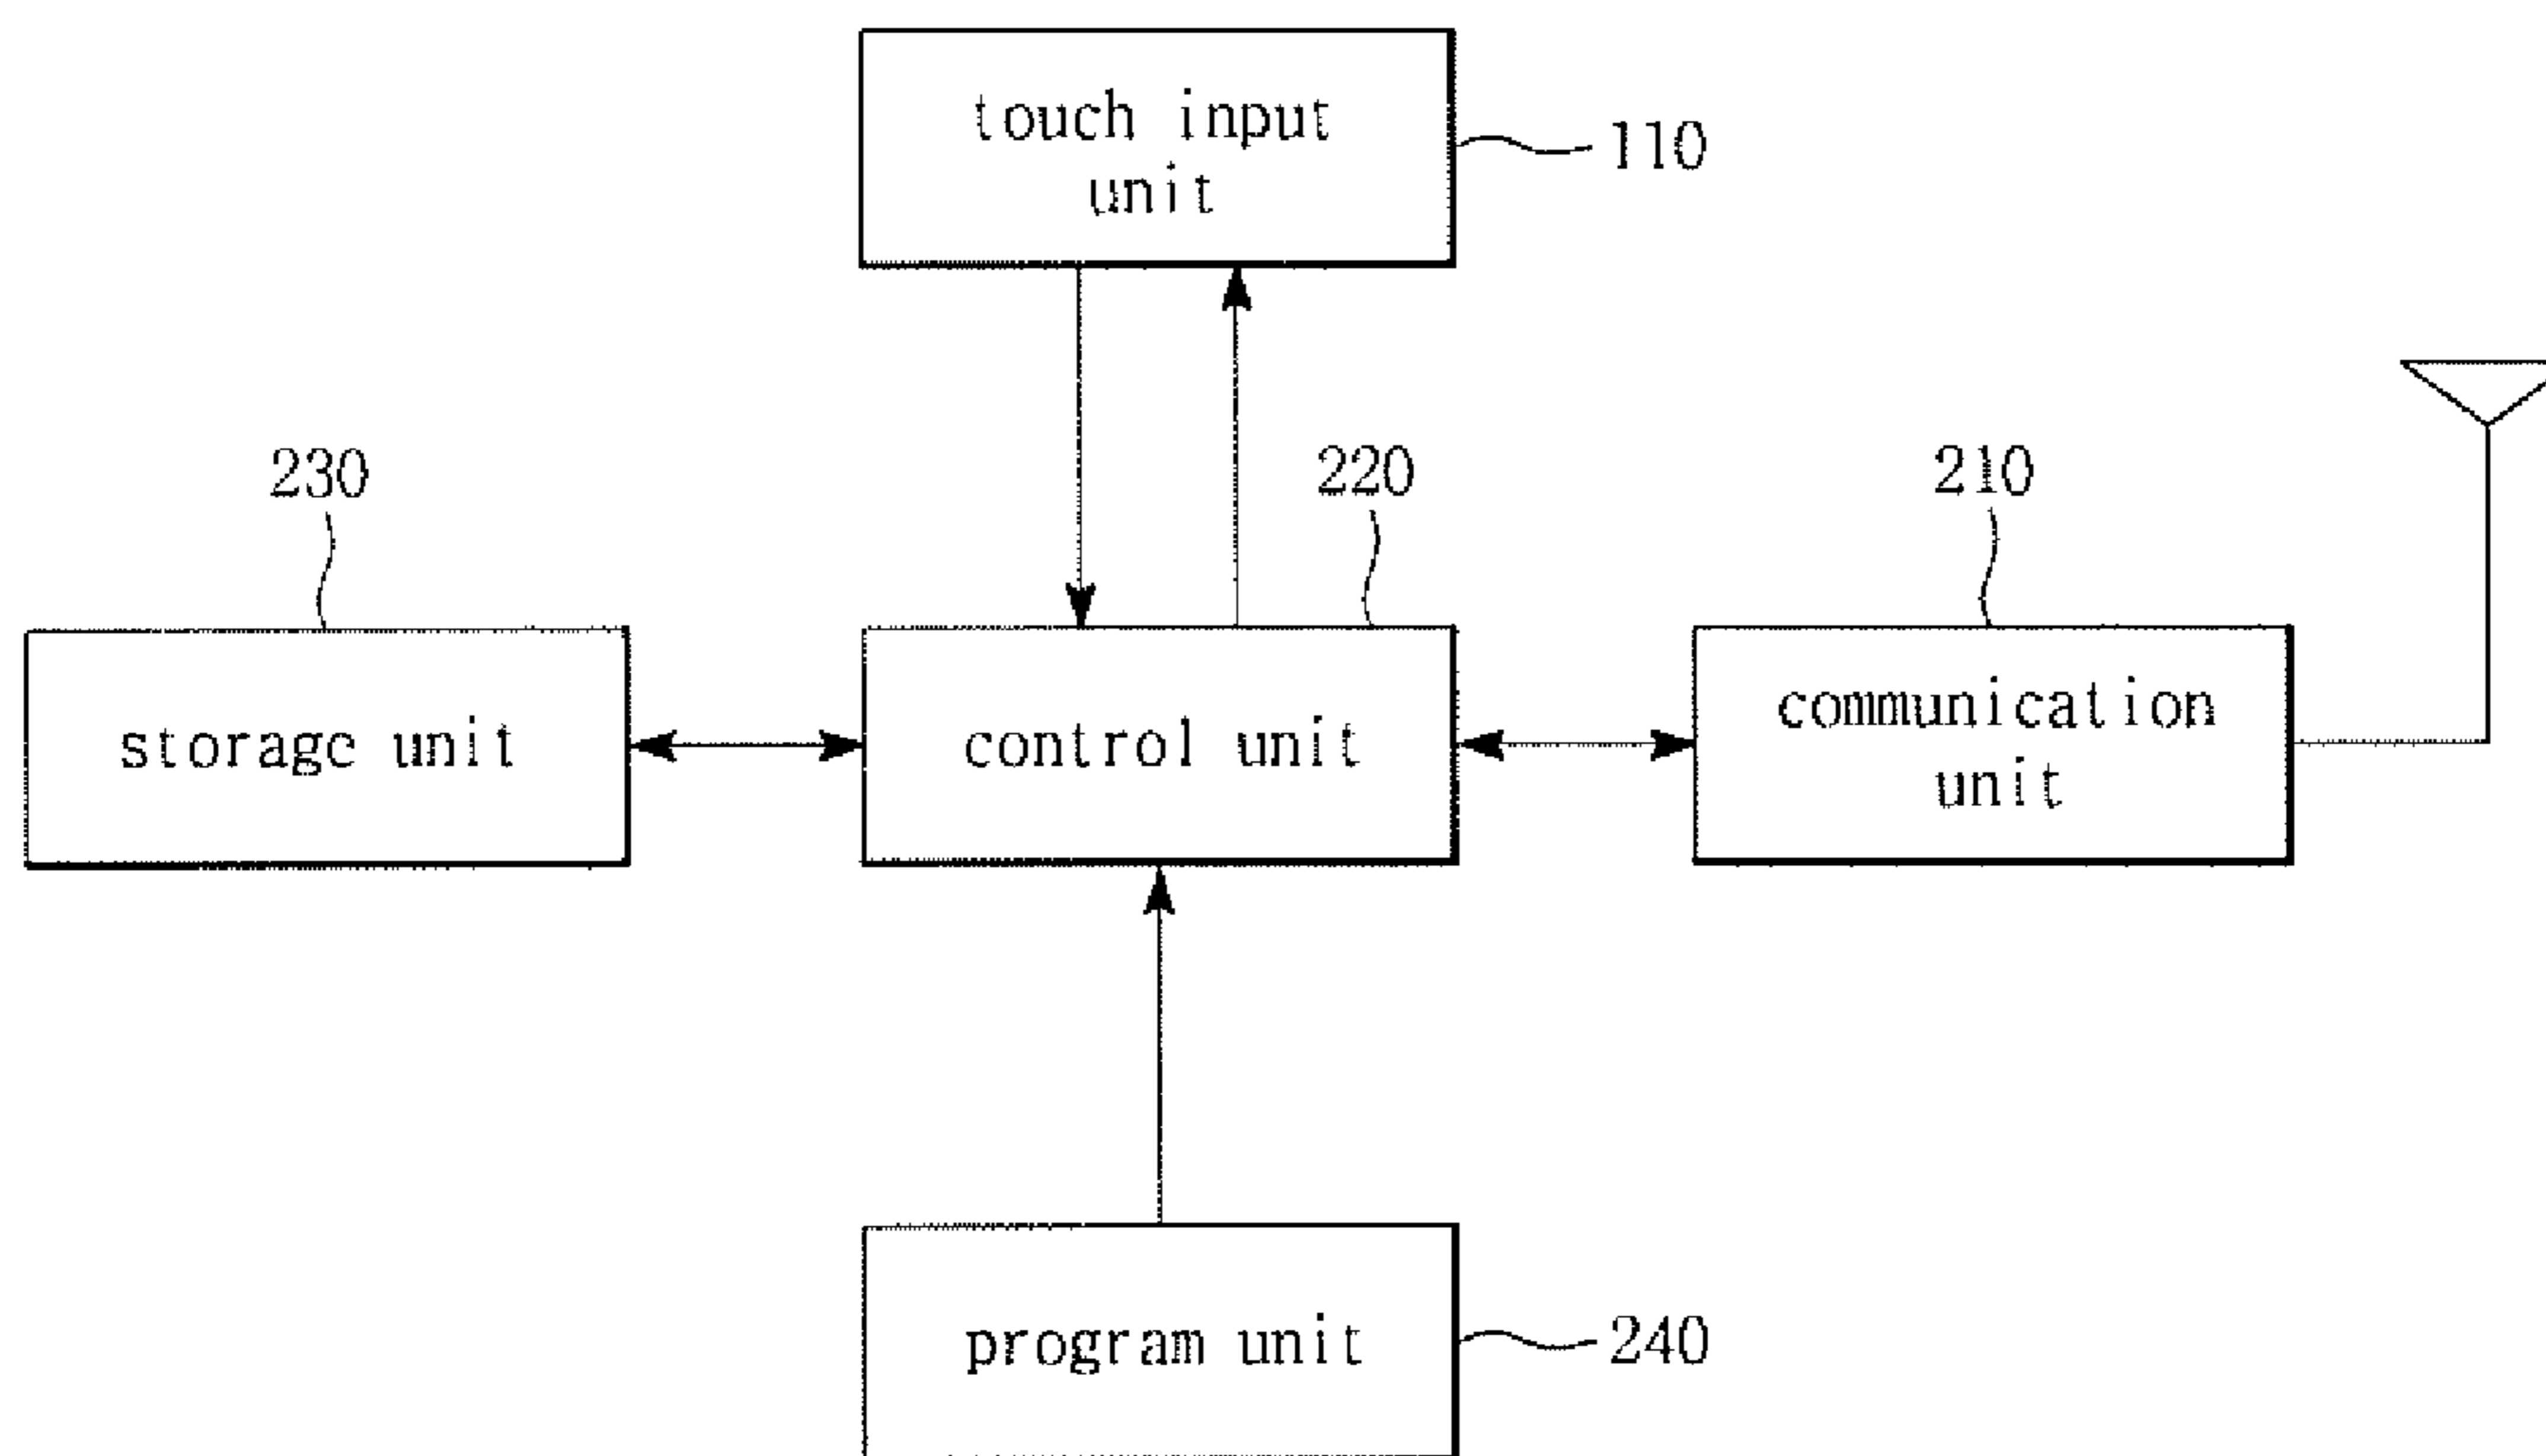 touch input
unit
110
230
220
210
storage unit
control unit
communication
unit
program unit
240